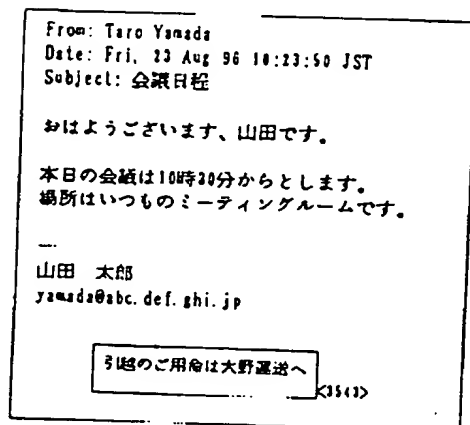 From: Taro Yamada
Date: Fri, 23 Aug 96 10:23:50 JST
Subject: 会議日程
おはようございます、山田です。
本日の会議は10時30分からとします。
場所はいつものミーティングルームです。
—
山田 太郎
yamada@abc.def.ghi.jp
引越のご用命は大野運送へ
<3543>